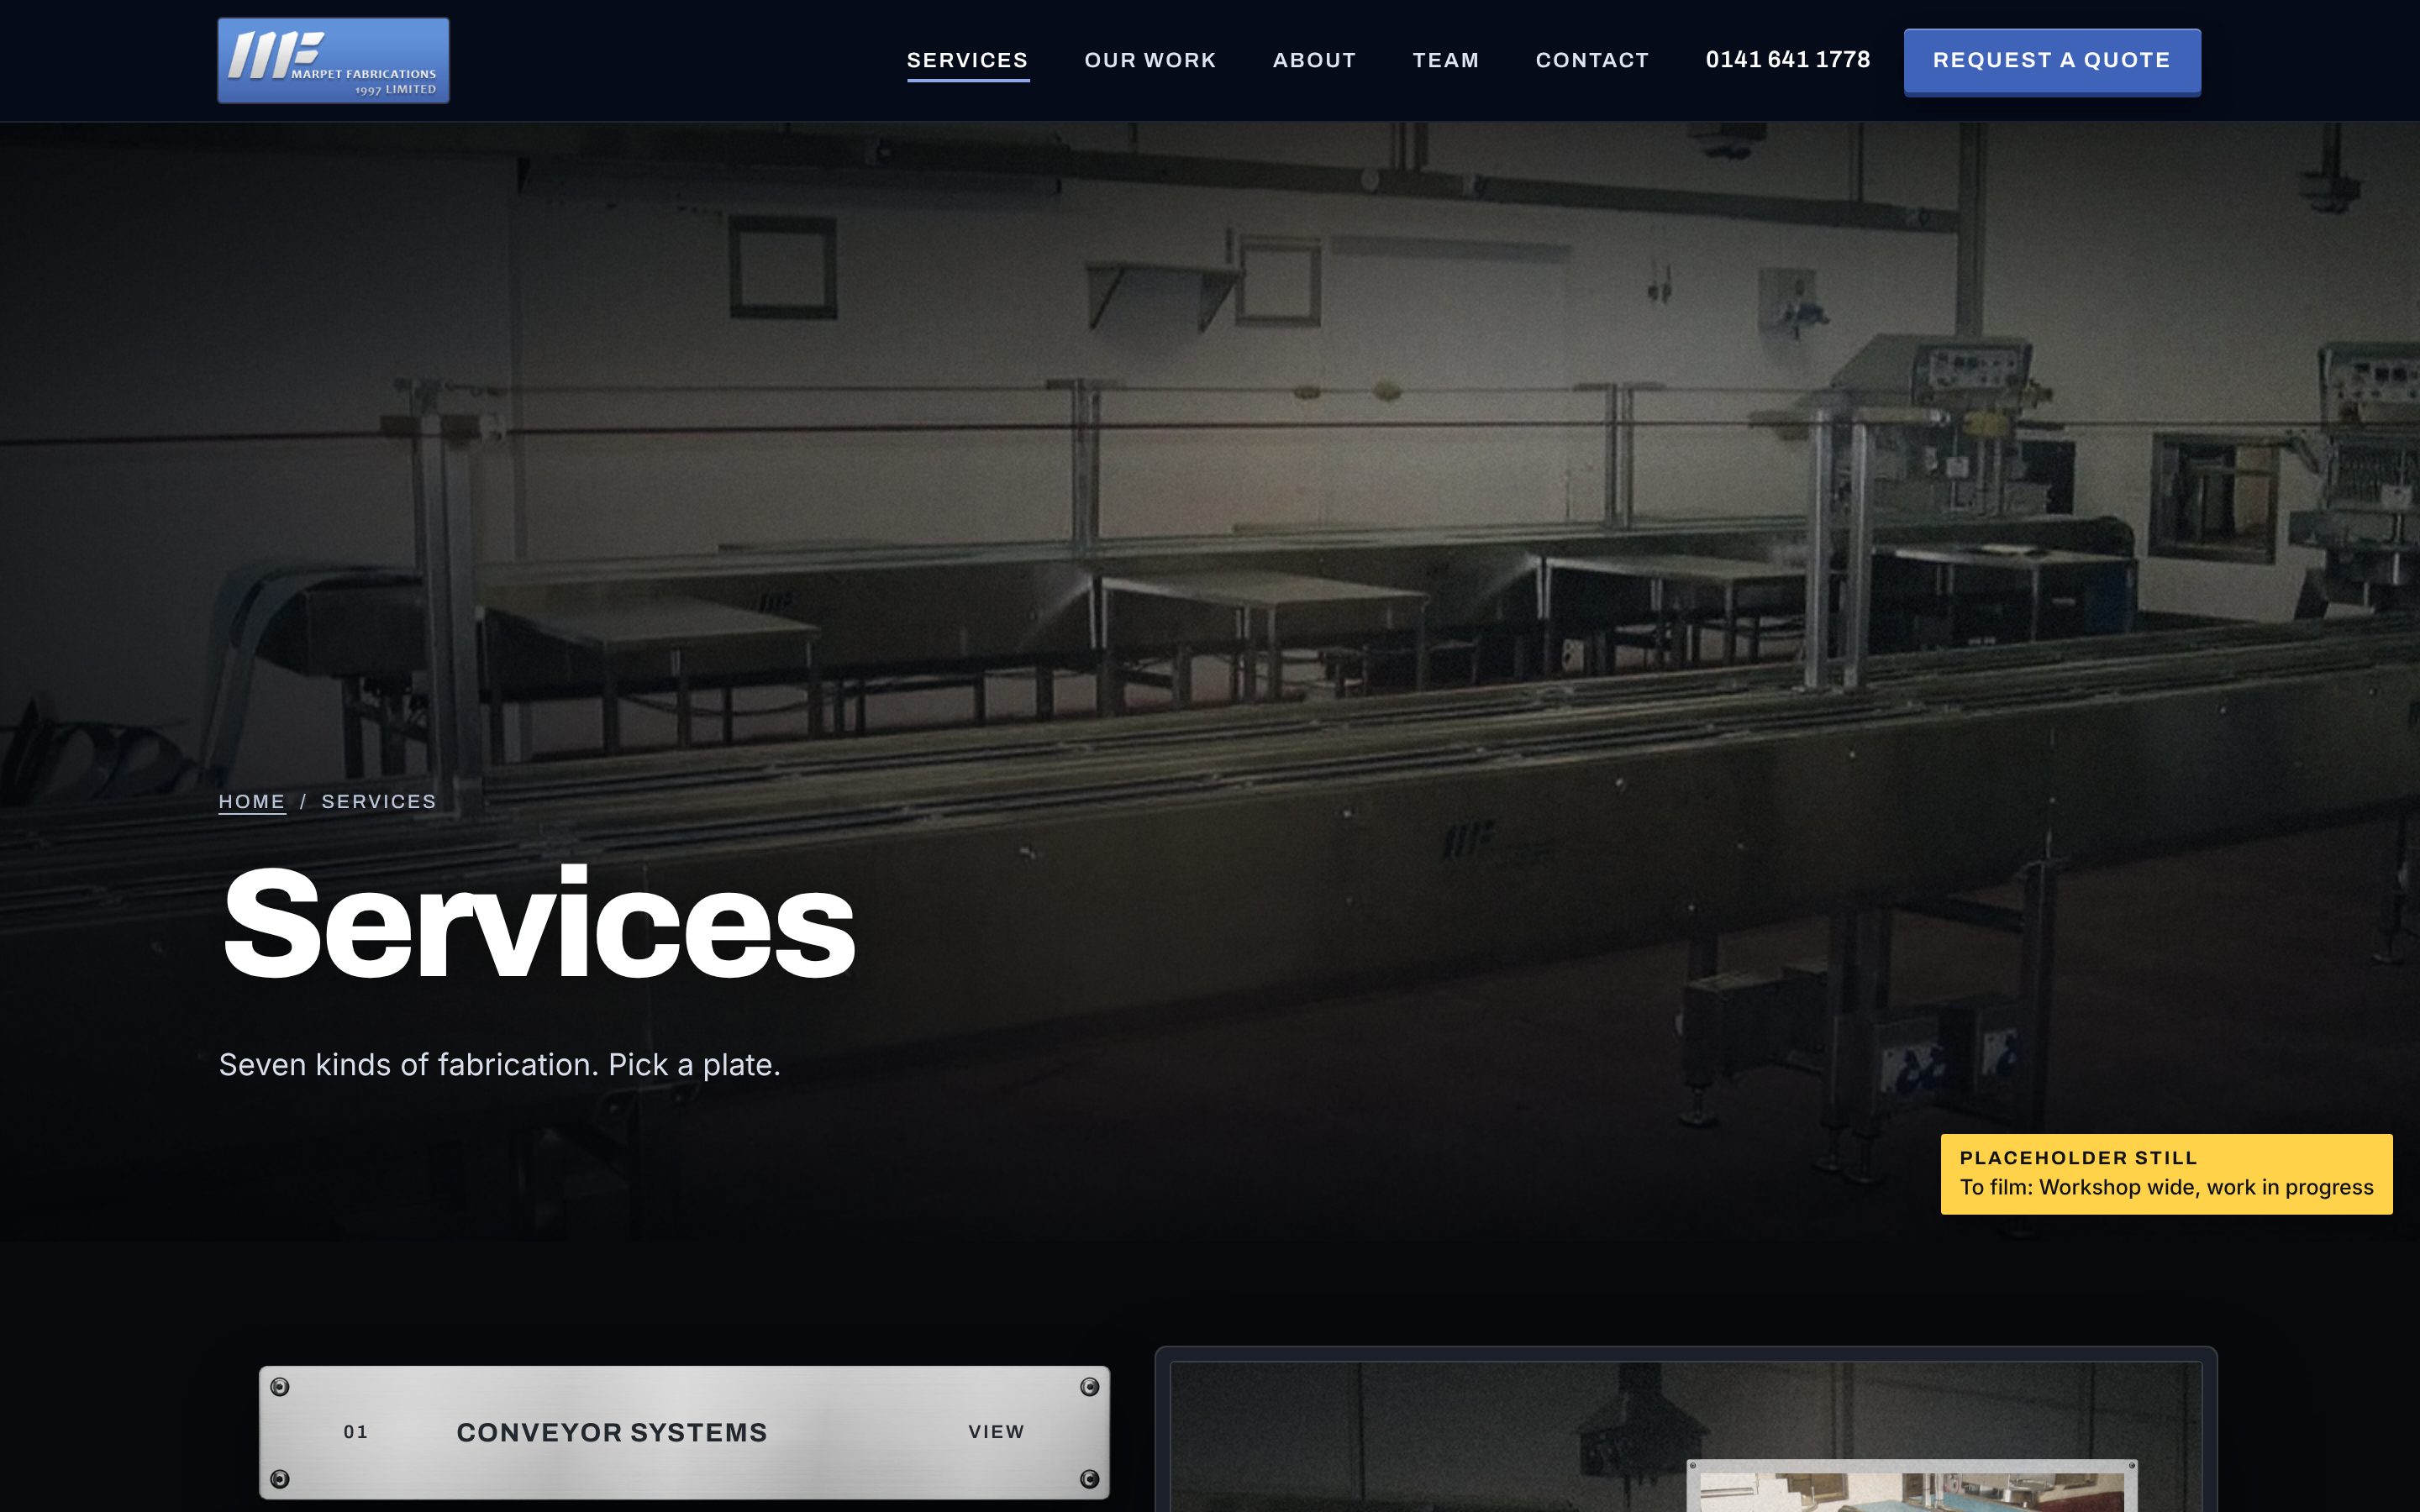 MARPET FABRICATIONS
1997 LIMITED
SERVICES
OUR WORK
ABOUT
TEAM
CONTACT
0141 641 1778
REQUEST A QUOTE
HOME / SERVICES
Services
Seven kinds of fabrication. Pick a plate.
PLACEHOLDER STILL
To film: Workshop wide, work in progress
01 CONVEYOR SYSTEMS VIEW